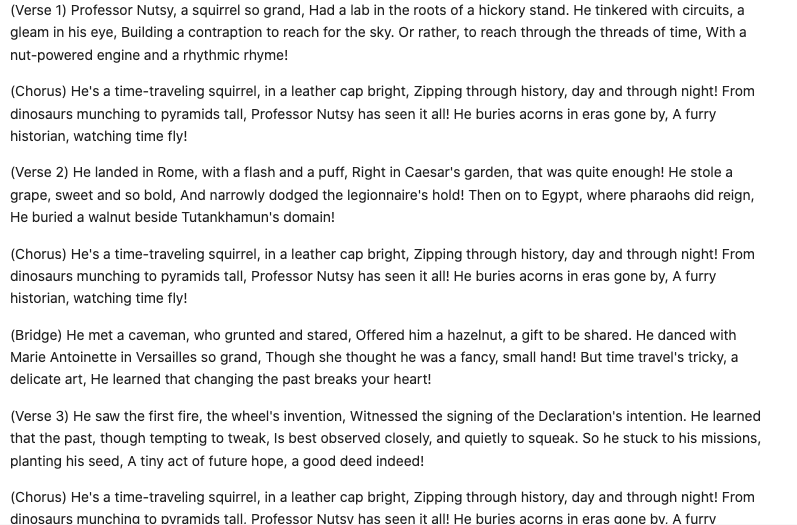 (Verse 1) Professor Nutsy, a squirrel so grand, Had a lab in the roots of a hickory stand. He tinkered with circuits, a
gleam in his eye, Building a contraption to reach for the sky. Or rather, to reach through the threads of time, With a
nut-powered engine and a rhythmic rhyme!
(Chorus) He's a time-traveling squirrel, in a leather cap bright, Zipping through history, day and through night! From
dinosaurs munching to pyramids tall, Professor Nutsy has seen it all! He buries acorns in eras gone by, A furry
historian, watching time fly!
(Verse 2) He landed in Rome, with a flash and a puff, Right in Caesar's garden, that was quite enough! He stole a
grape, sweet and so bold, And narrowly dodged the legionnaire's hold! Then on to Egypt, where pharaohs did reign,
He buried a walnut beside Tutankhamun's domain!
(Chorus) He's a time-traveling squirrel, in a leather cap bright, Zipping through history, day and through night! From
dinosaurs munching to pyramids tall, Professor Nutsy has seen it all! He buries acorns in eras gone by, A furry
historian, watching time fly!
(Bridge) He met a caveman, who grunted and stared, Offered him a hazelnut, a gift to be shared. He danced with
Marie Antoinette in Versailles so grand, Though she thought he was a fancy, small hand! But time travel's tricky, a
delicate art, He learned that changing the past breaks your heart!
(Verse 3) He saw the first fire, the wheel's invention, Witnessed the signing of the Declaration's intention. He learned
that the past, though tempting to tweak, Is best observed closely, and quietly to squeak. So he stuck to his missions,
planting his seed, A tiny act of future hope, a good deed indeed!
(Chorus) He's a time-traveling squirrel, in a leather cap bright, Zipping through history, day and through night! From
dinosaurs munching to pyramids tall, Professor Nutsy has seen it all! He buries acorns in eras gone by, A furry